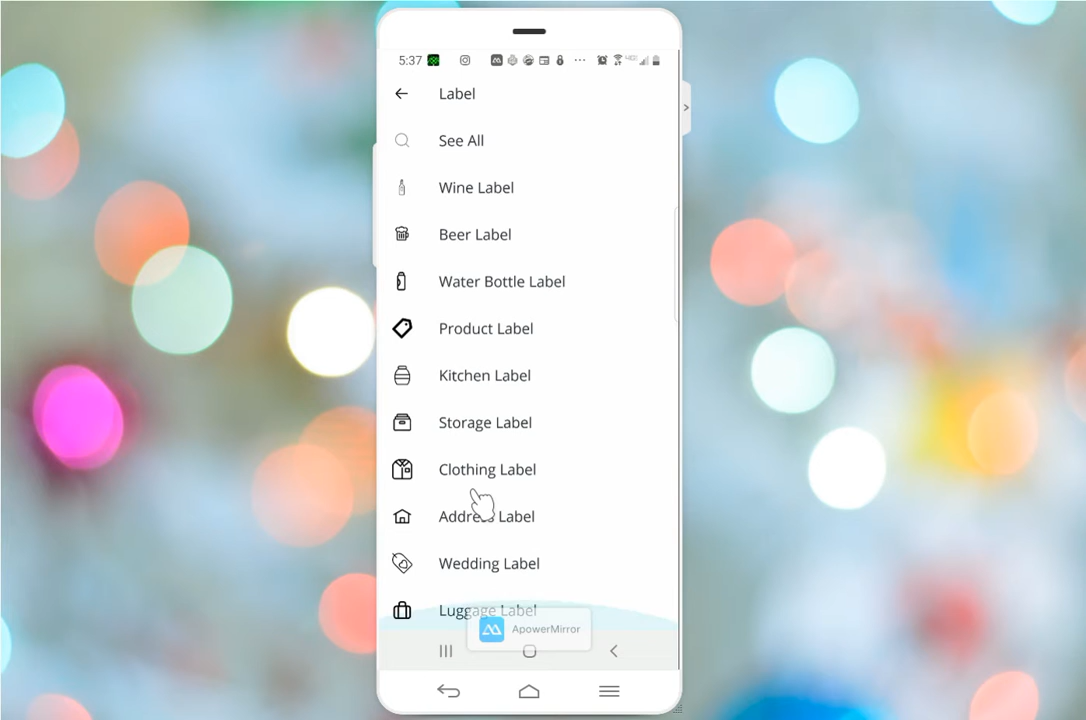 5:37
Label
See All
Wine Label
Beer Label
Water Bottle Label
Product Label
Kitchen Label
Storage Label
Clothing Label
Address Label
Wedding Label
Luggage Label
ApowerMirror